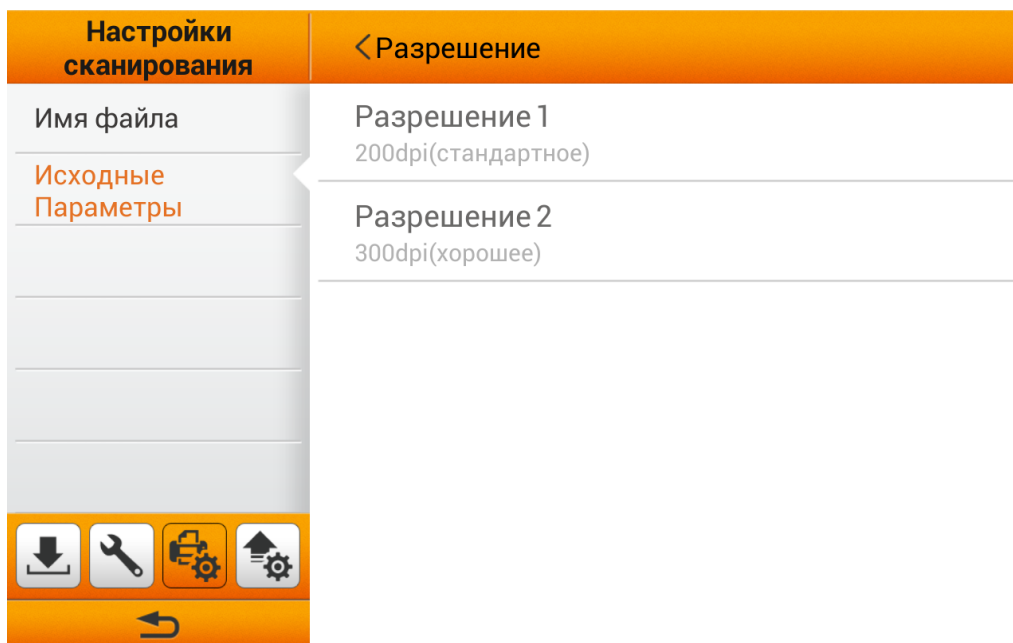 Настройки
сканирования
Разрешение
Имя файла
Исходные
Параметры
Разрешение 1
200dpi(стандартное)
Разрешение 2
300dpi(хорошее)